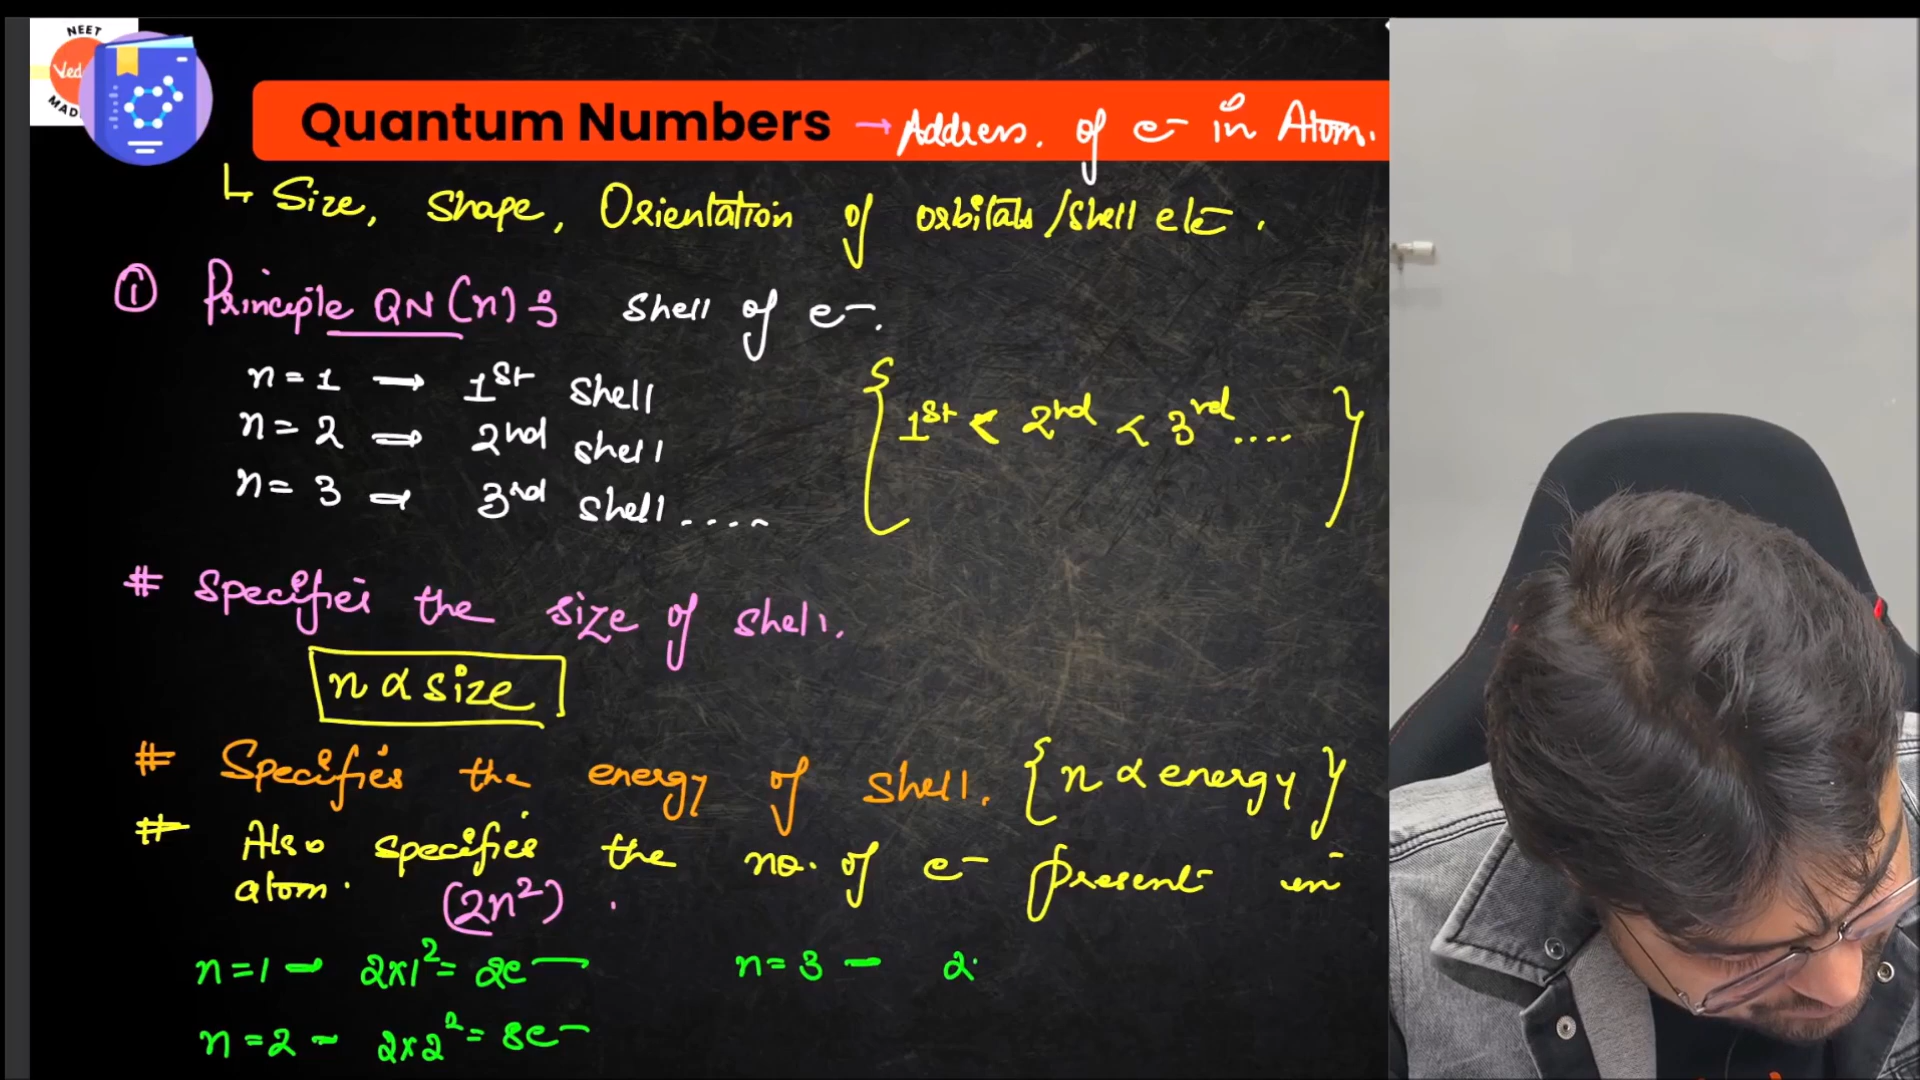 NEET
Ved
MAD
Quantum Numbers → Address. of e- in Atom.
↳ Size, Shape, Orientation of orbitals/shell etc.
① Principle QN (n) : Shell of e-.
n = 1 → 1st Shell
n = 2 → 2nd shell
n = 3 → 3rd shell....
{ 1st < 2nd < 3rd.... }
# Specifies the size of shell.
n α size
# Specifies the energy of shell. {n α energy}
# Also specifies the no. of e- present in
atom. (2n²).
n=1 → 2×1² = 2e-
n=2 - 2×2² = 8e-
n=3 - 2.